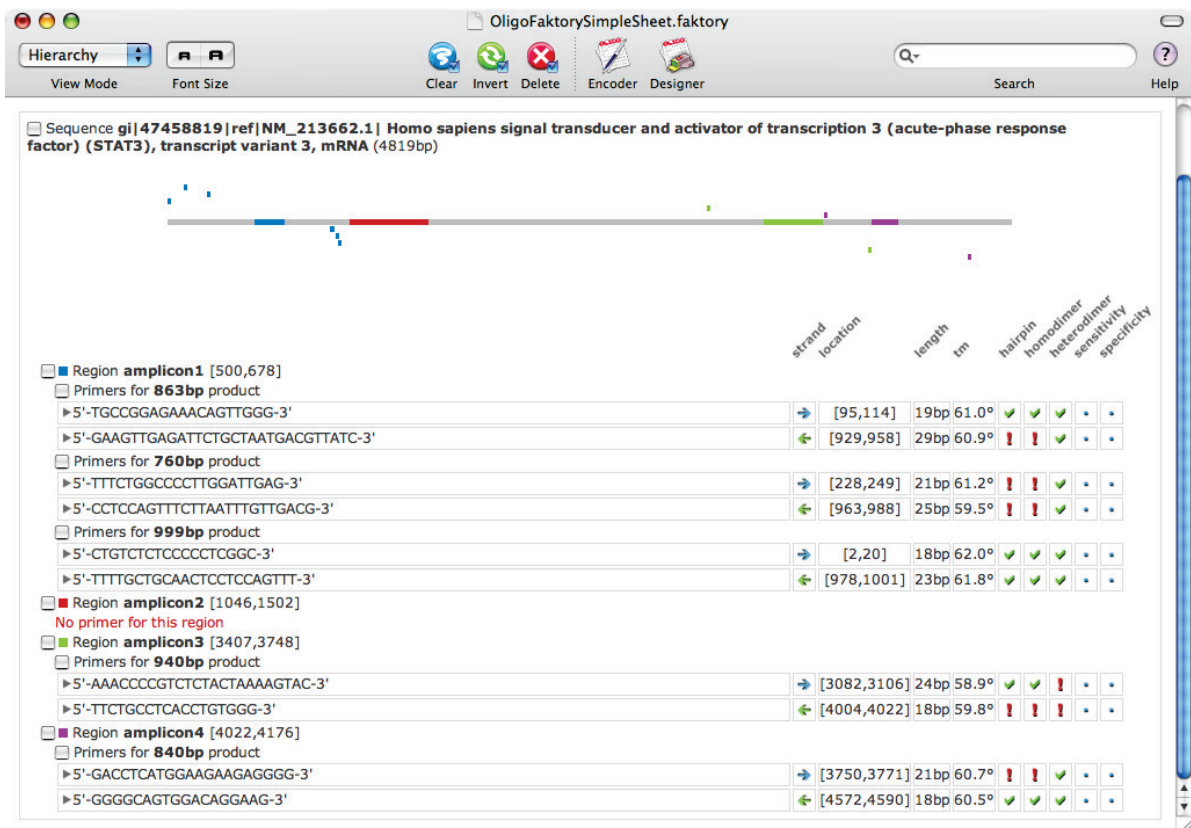 OligoFaktorySimpleSheet.faktory
Hierarchy A A Q
View Mode Font Size Clear Invert Delete Encoder Designer Search Help
Sequence gi|47458819|ref|NM_213662.1| Homo sapiens signal transducer and activator of transcription 3 (acute-phase response
factor) (STAT3), transcript variant 3, mRNA (4819bp)
strand location length tm hairpin homodimer heterodimer sensitivity specificity
Region amplicon1 [500,678]
Primers for 863bp product
5'-TGCCGGAGAAACAGTTGGG-3' [95,114] 19bp 61.0°
5'-GAAGTTGAGATTCTGCTAATGACGTTATC-3' [929,958] 29bp 60.9°
Primers for 760bp product
5'-TTTCTGGCCCCTTGGATTGAG-3' [228,249] 21bp 61.2°
5'-CCTCCAGTTTCTTAATTTGTTGACG-3' [963,988] 25bp 59.5°
Primers for 999bp product
5'-CTGTCTCTCCCCCTCGGC-3' [2,20] 18bp 62.0°
5'-TTTTGCTGCAACTCCTCCAGTTT-3' [978,1001] 23bp 61.8°
Region amplicon2 [1046,1502]
No primer for this region
Region amplicon3 [3407,3748]
Primers for 940bp product
5'-AAACCCCGTCTCTACTAAAAGTAC-3' [3082,3106] 24bp 58.9°
5'-TTCTGCCTCACCTGTGGG-3' [4004,4022] 18bp 59.8°
Region amplicon4 [4022,4176]
Primers for 840bp product
5'-GACCTCATGGAAGAAGAGGGG-3' [3750,3771] 21bp 60.7°
5'-GGGGCAGTGGACAGGAAG-3' [4572,4590] 18bp 60.5°